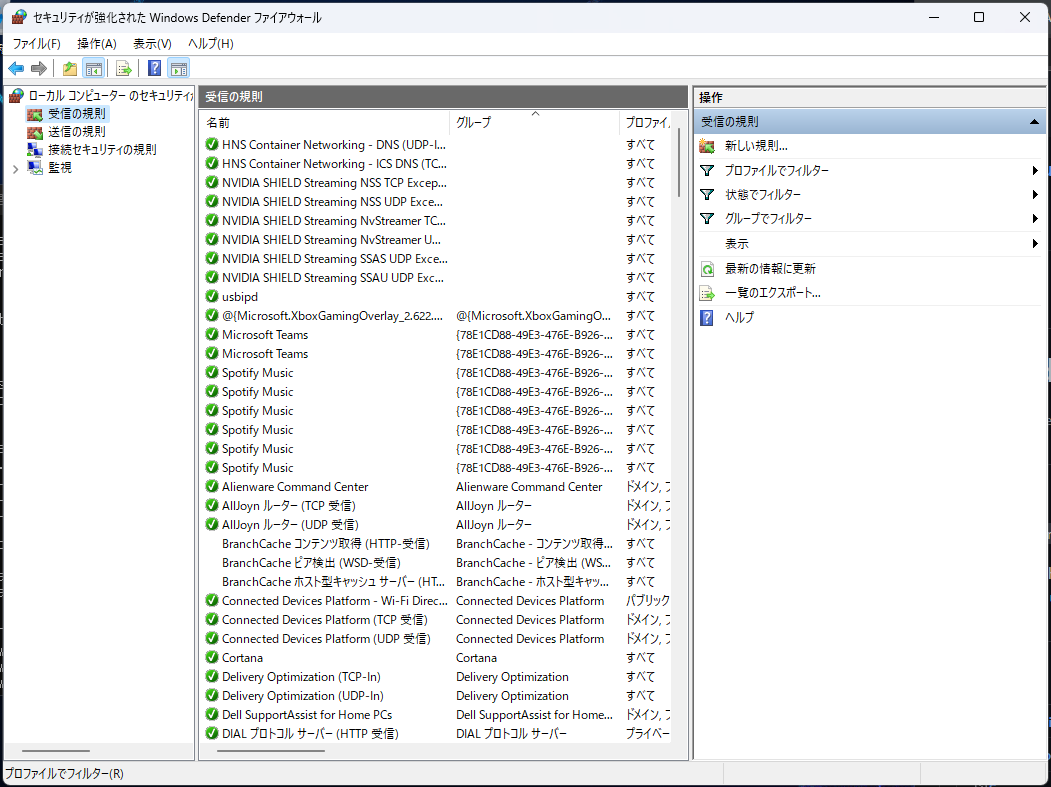 セキュリティが強化された Windows Defender ファイアウォール
ファイル(F) 操作(A) 表示(V) ヘルプ(H)
ローカル コンピューター のセキュリティ
受信の規則
送信の規則
接続セキュリティの規則
監視
受信の規則
名前 グループ プロファイル
HNS Container Networking - DNS (UDP-I... すべて
HNS Container Networking - ICS DNS (TC... すべて
NVIDIA SHIELD Streaming NSS TCP Excep... すべて
NVIDIA SHIELD Streaming NSS UDP Exce... すべて
NVIDIA SHIELD Streaming NvStreamer TC... すべて
NVIDIA SHIELD Streaming NvStreamer U... すべて
NVIDIA SHIELD Streaming SSAS UDP Exce... すべて
NVIDIA SHIELD Streaming SSAU UDP Exc... すべて
usbipd すべて
@{Microsoft.XboxGamingOverlay_2.622.... @{Microsoft.XboxGamingO... すべて
Microsoft Teams {78E1CD88-49E3-476E-B926-... すべて
Microsoft Teams {78E1CD88-49E3-476E-B926-... すべて
Spotify Music {78E1CD88-49E3-476E-B926-... すべて
Spotify Music {78E1CD88-49E3-476E-B926-... すべて
Spotify Music {78E1CD88-49E3-476E-B926-... すべて
Spotify Music {78E1CD88-49E3-476E-B926-... すべて
Spotify Music {78E1CD88-49E3-476E-B926-... すべて
Spotify Music {78E1CD88-49E3-476E-B926-... すべて
Alienware Command Center Alienware Command Center ドメイン, プ
AllJoyn ルーター (TCP 受信) AllJoyn ルーター ドメイン, プ
AllJoyn ルーター (UDP 受信) AllJoyn ルーター ドメイン, プ
BranchCache コンテンツ取得 (HTTP-受信) BranchCache - コンテンツ取得... すべて
BranchCache ピア検出 (WSD-受信) BranchCache - ピア検出 (WS... すべて
BranchCache ホスト型キャッシュ サーバー (HT... BranchCache - ホスト型キャッ... すべて
Connected Devices Platform - Wi-Fi Direc... Connected Devices Platform パブリック
Connected Devices Platform (TCP 受信) Connected Devices Platform ドメイン, プ
Connected Devices Platform (UDP 受信) Connected Devices Platform ドメイン, プ
Cortana Cortana すべて
Delivery Optimization (TCP-In) Delivery Optimization すべて
Delivery Optimization (UDP-In) Delivery Optimization すべて
Dell SupportAssist for Home PCs Dell SupportAssist for Home... ドメイン, プ
DIAL プロトコル サーバー (HTTP 受信) DIAL プロトコル サーバー プライベー
操作
受信の規則
新しい規則...
プロファイルでフィルター
状態でフィルター
グループでフィルター
表示
最新の情報に更新
一覧のエクスポート...
ヘルプ
プロファイルでフィルター(R)